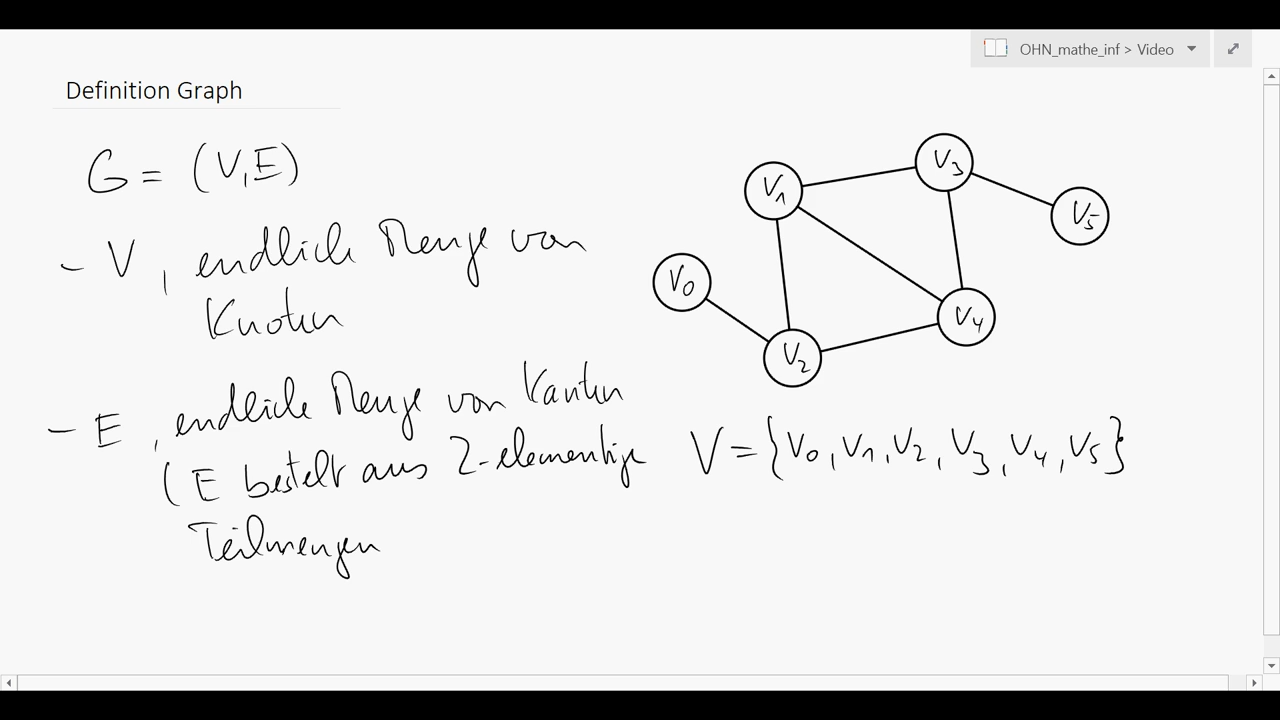 OHN_mathe_inf > Video
Definition Graph
G = (V,E)
- V, endliche Menge von
Knoten
- E, endliche Menge von Kanten
(E besteht aus 2-elementige
Teilmengen
V0
V1
V2
V3
V4
V5
V = {V0, V1, V2, V3, V4, V5}